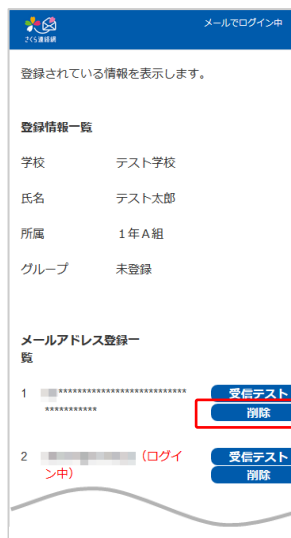 さくら連絡網
メールでログイン中
登録されている情報を表示します。
登録情報一覧
学校 テスト学校
氏名 テスト太郎
所属 １年Ａ組
グループ 未登録
メールアドレス登録一
覧
1 *************************** 受信テスト
*********** 削除
2 （ログイ 受信テスト
ン中） 削除